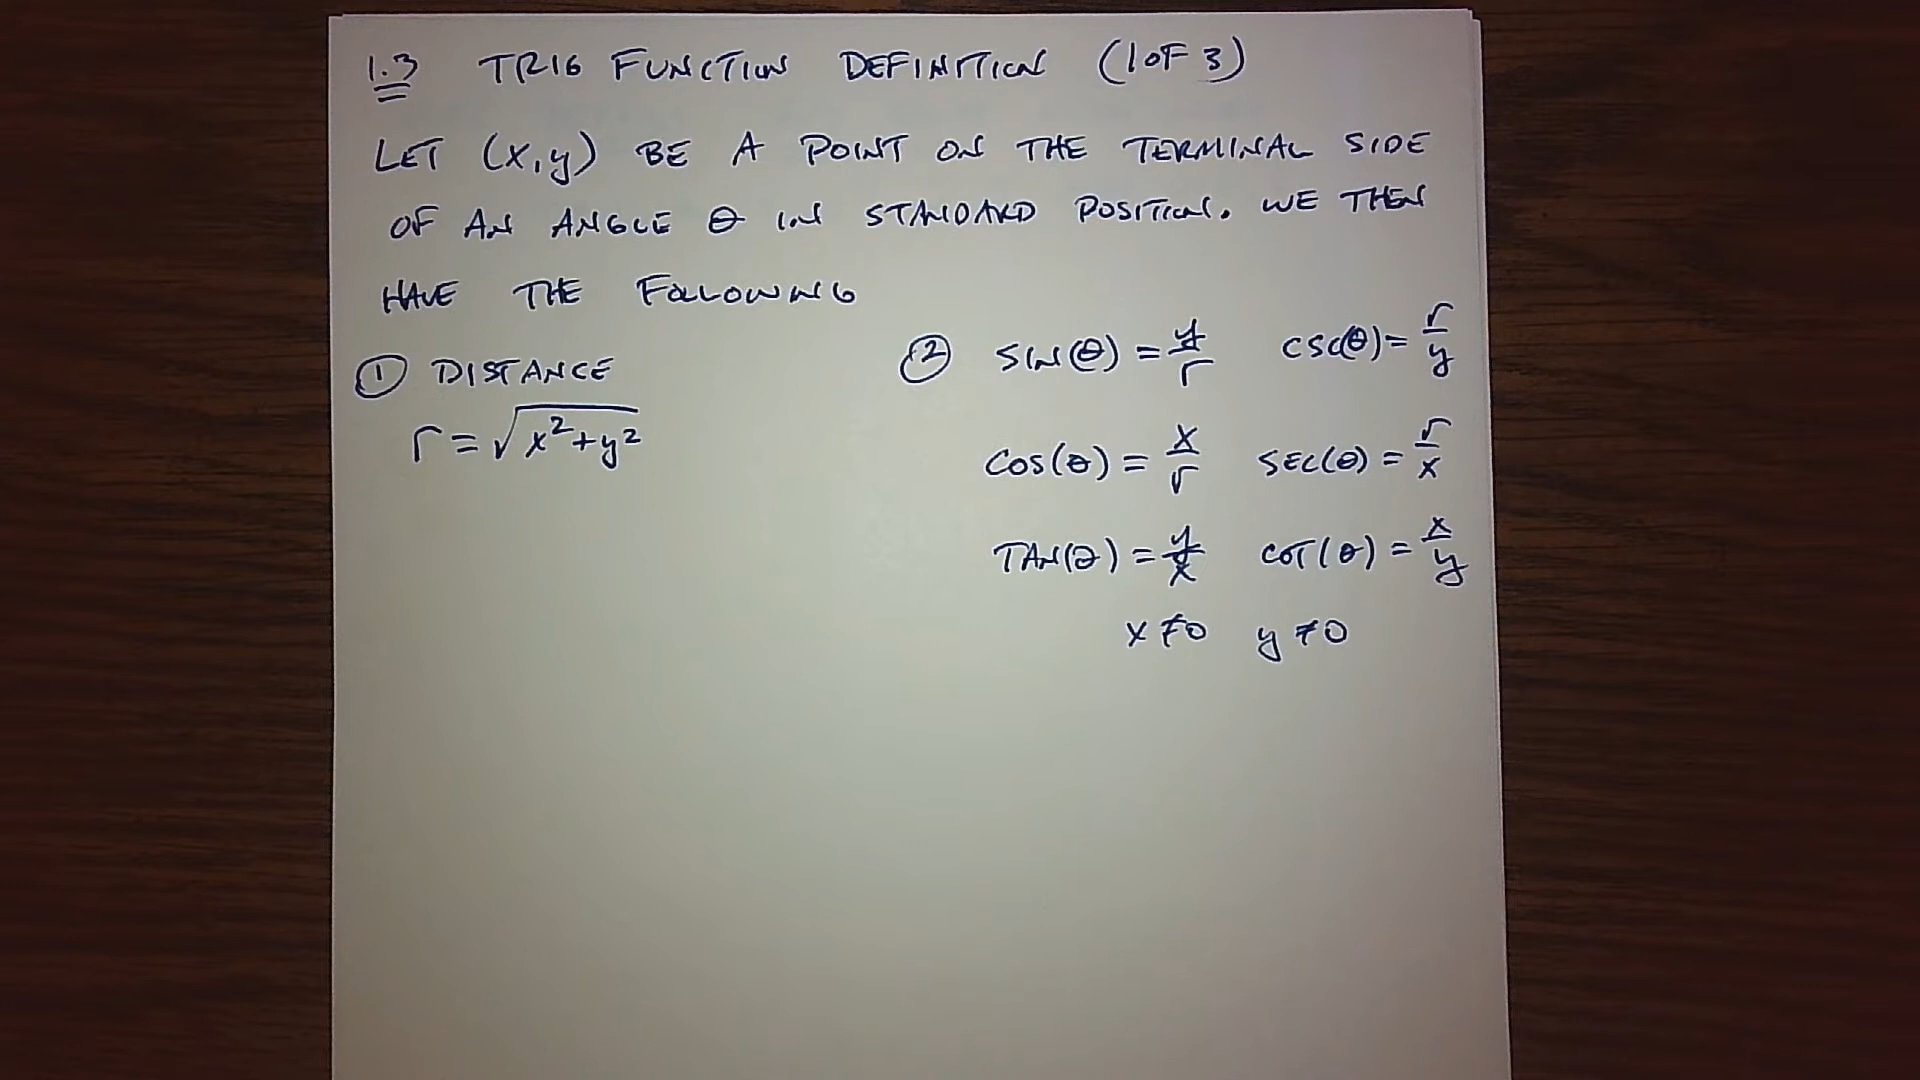 1.3 TRIG FUNCTION DEFINITION (1 OF 3)
LET (x,y) BE A POINT ON THE TERMINAL SIDE
OF AN ANGLE θ IN STANDARD POSITION. WE THEN
HAVE THE FOLLOWING
① DISTANCE
r = √(x²+y²)
② SIN(θ) = y/r CSC(θ) = r/y
COS(θ) = x/r SEC(θ) = r/x
TAN(θ) = y/x COT(θ) = x/y
x ≠ 0 y ≠ 0